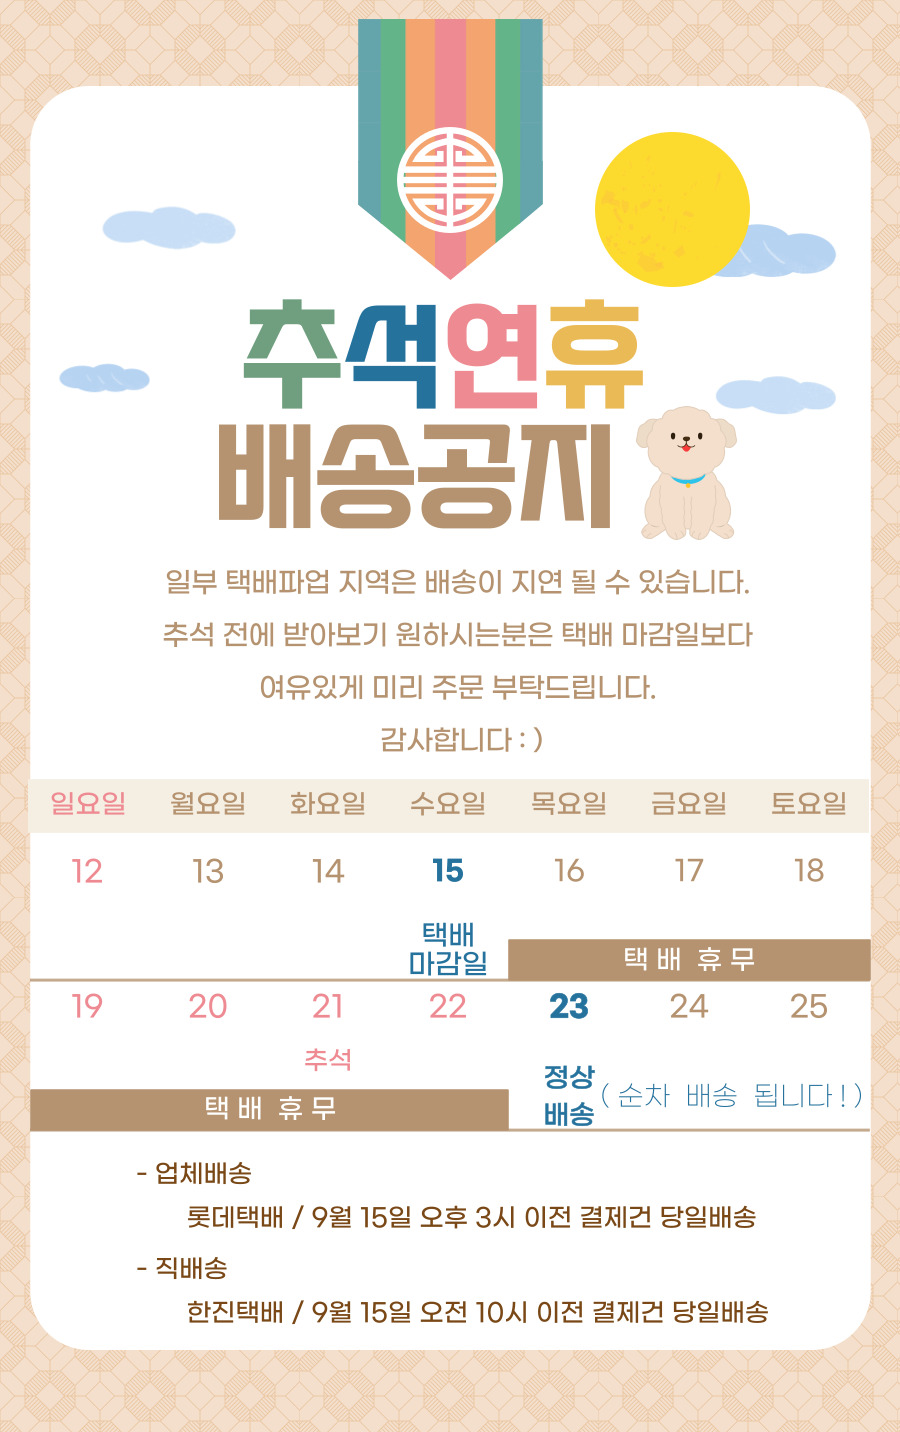 추석연휴
배송공지
일부 택배파업 지역은 배송이 지연 될 수 있습니다.
추석 전에 받아보기 원하시는분은 택배 마감일보다
여유있게 미리 주문 부탁드립니다.
감사합니다 : )
일요일 월요일 화요일 수요일 목요일 금요일 토요일
12 13 14 15 16 17 18
택배
마감일
택배 휴무
19 20 21 22 23 24 25
추석
택배 휴무
정상
배송
( 순차 배송 됩니다! )
- 업체배송
롯데택배 / 9월 15일 오후 3시 이전 결제건 당일배송
- 직배송
한진택배 / 9월 15일 오전 10시 이전 결제건 당일배송